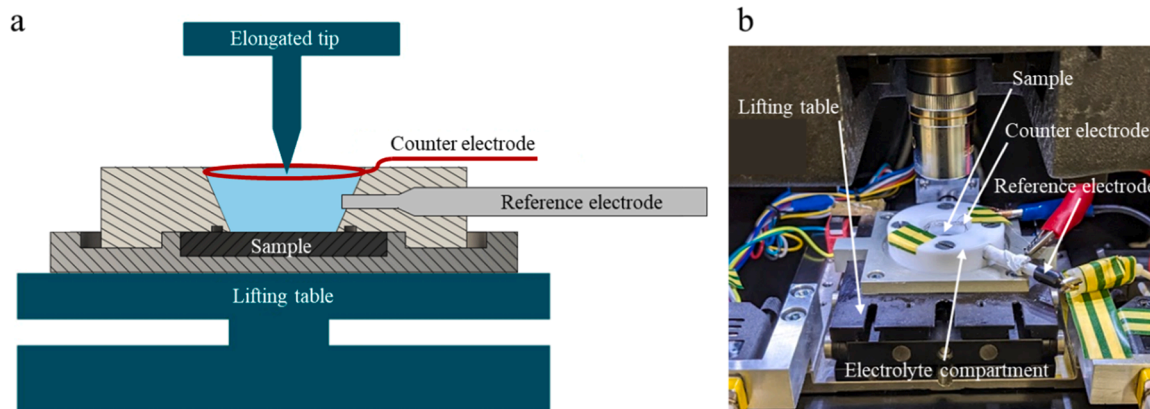 a
Elongated tip
Counter electrode
Reference electrode
Sample
Lifting table
b
Sample
Lifting table
Counter electrode
Reference electrode
Electrolyte compartment